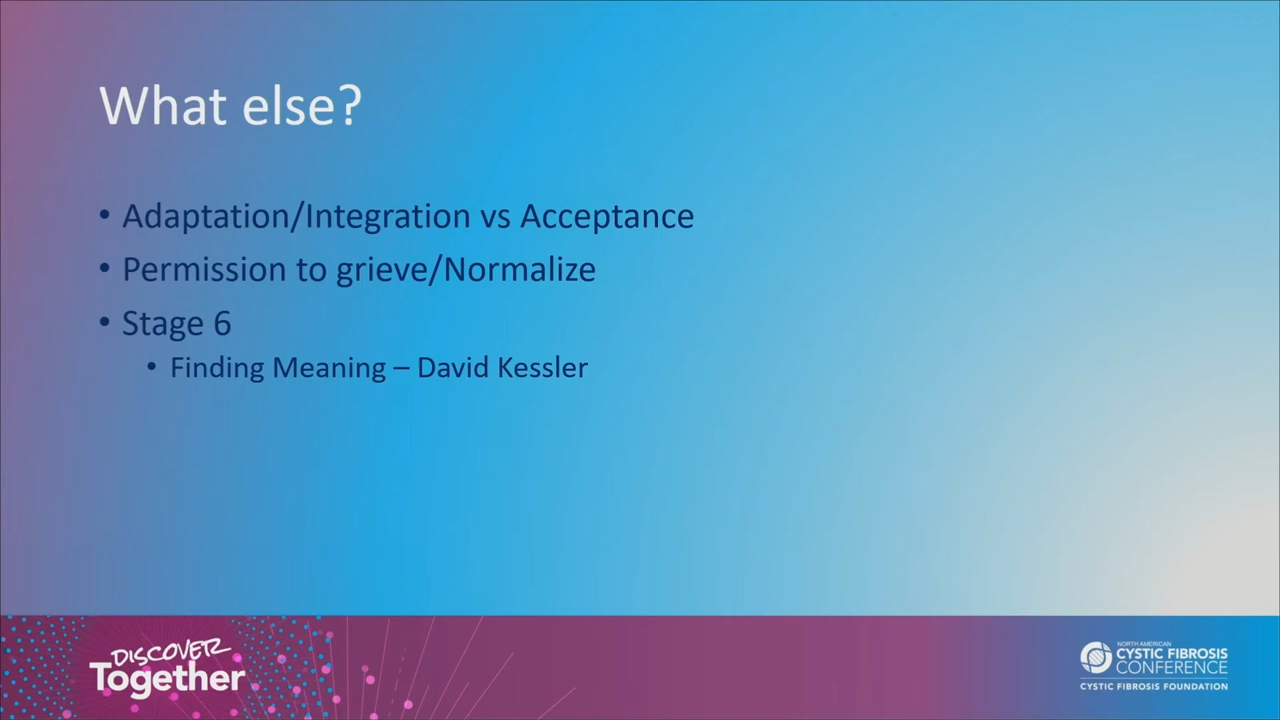 What else?
• Adaptation/Integration vs Acceptance
• Permission to grieve/Normalize
• Stage 6
• Finding Meaning – David Kessler
DISCOVER
Together
NORTH AMERICAN
CYSTIC FIBROSIS
CONFERENCE
CYSTIC FIBROSIS FOUNDATION